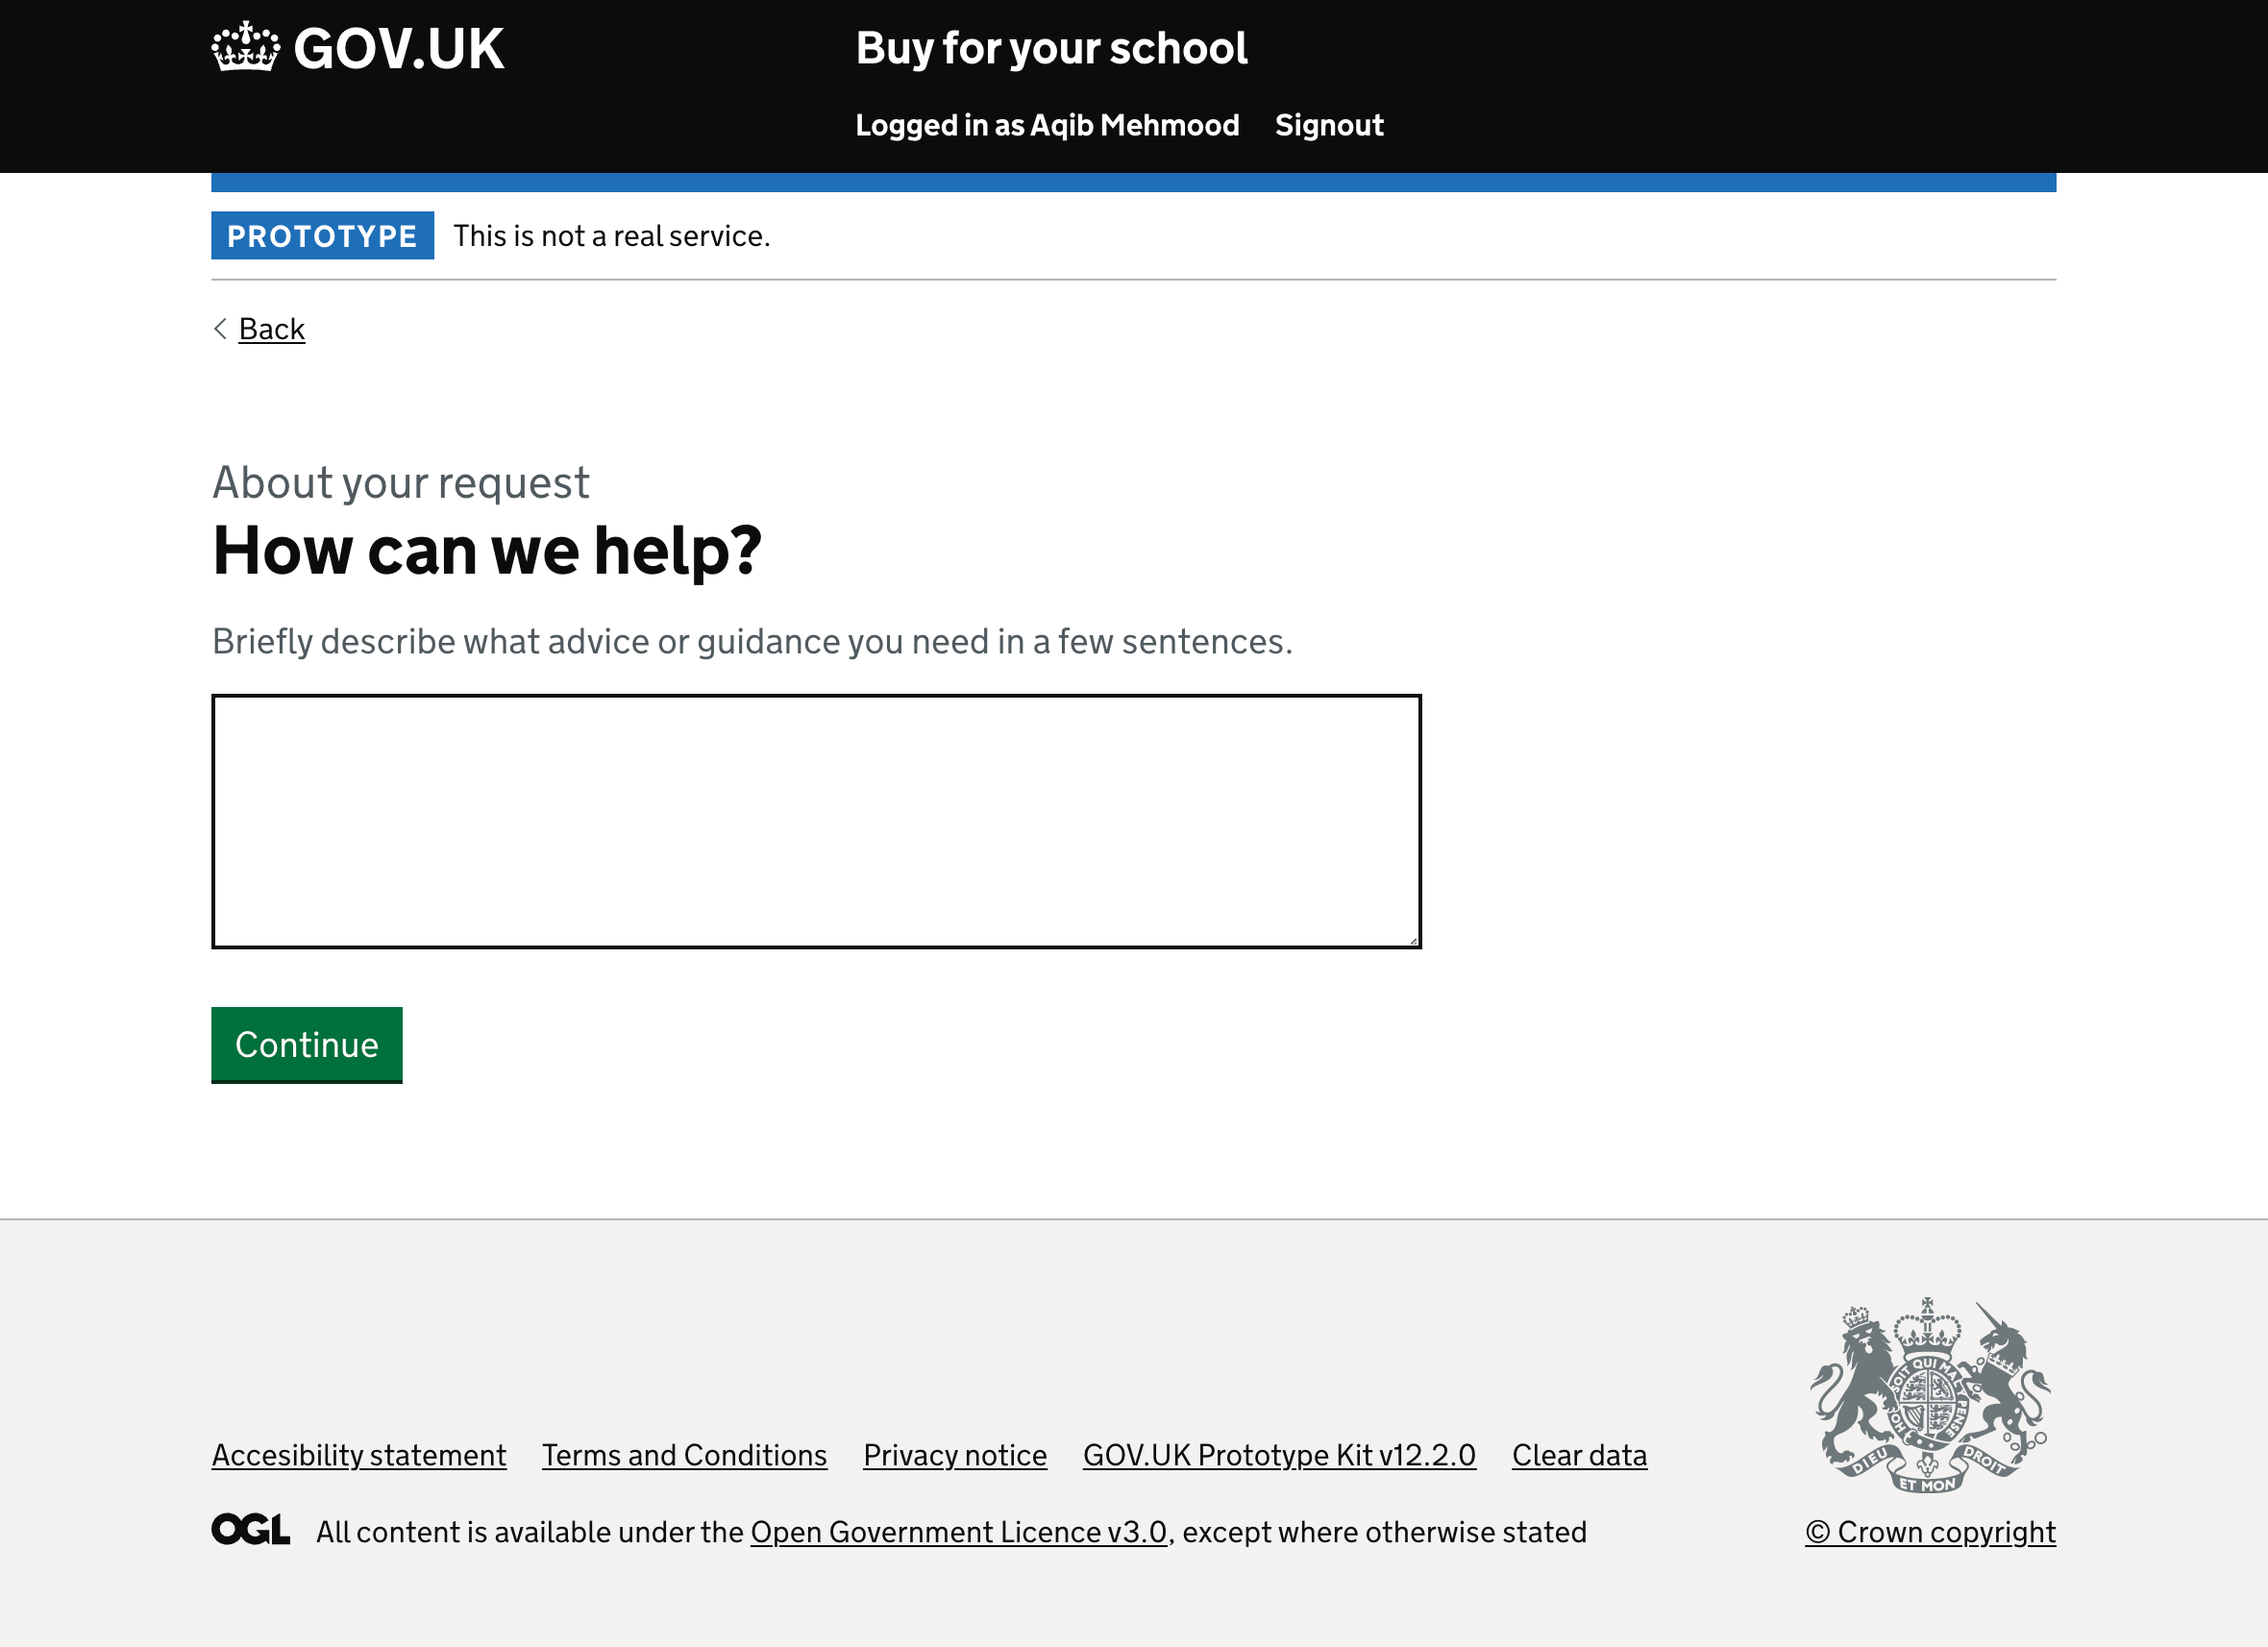 GOV.UK
Buy for your school
Logged in as Aqib Mehmood Signout
PROTOTYPE This is not a real service.
Back
About your request
How can we help?
Briefly describe what advice or guidance you need in a few sentences.
Continue
Accesibility statement Terms and Conditions Privacy notice GOV.UK Prototype Kit v12.2.0 Clear data
OGL All content is available under the Open Government Licence v3.0, except where otherwise stated
SOIT QUI MAL Y PENSE
DIEU ET MON DROIT
© Crown copyright